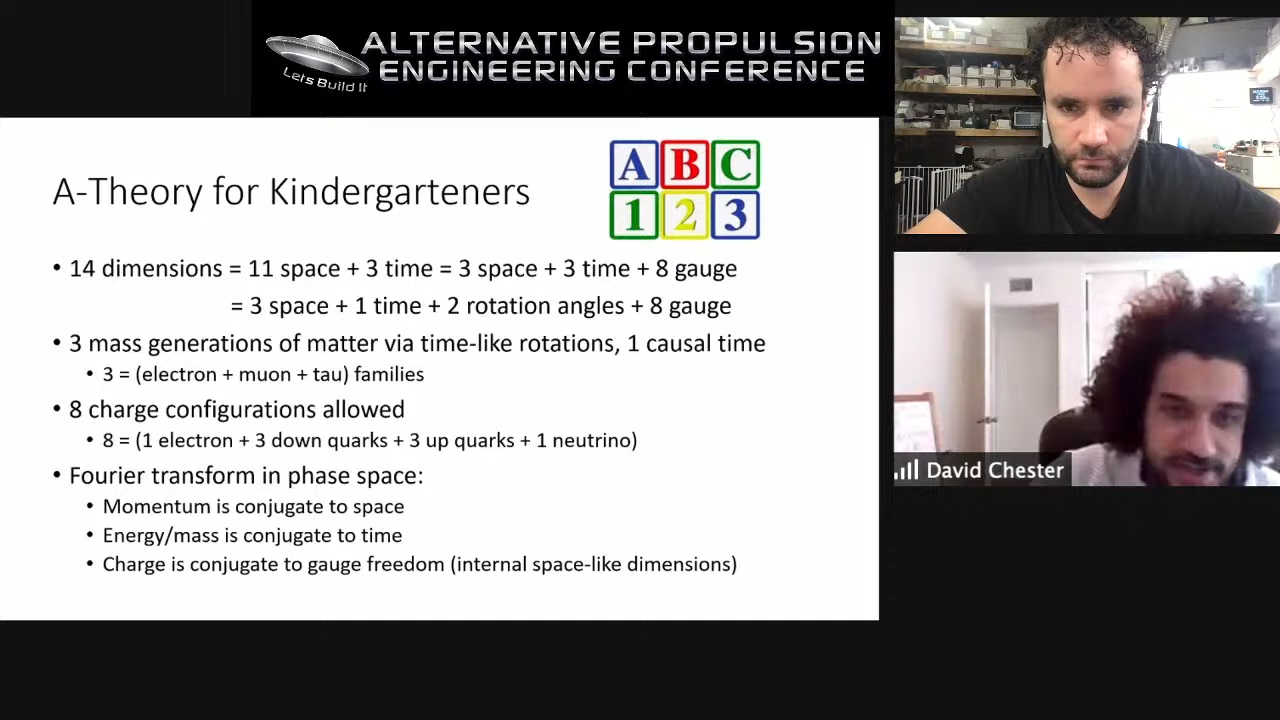 ALTERNATIVE PROPULSION
ENGINEERING CONFERENCE
Lets Build It
A-Theory for Kindergarteners
A B C
1 2 3
• 14 dimensions = 11 space + 3 time = 3 space + 3 time + 8 gauge
= 3 space + 1 time + 2 rotation angles + 8 gauge
• 3 mass generations of matter via time-like rotations, 1 causal time
• 3 = (electron + muon + tau) families
• 8 charge configurations allowed
• 8 = (1 electron + 3 down quarks + 3 up quarks + 1 neutrino)
• Fourier transform in phase space:
• Momentum is conjugate to space
• Energy/mass is conjugate to time
• Charge is conjugate to gauge freedom (internal space-like dimensions)
David Chester